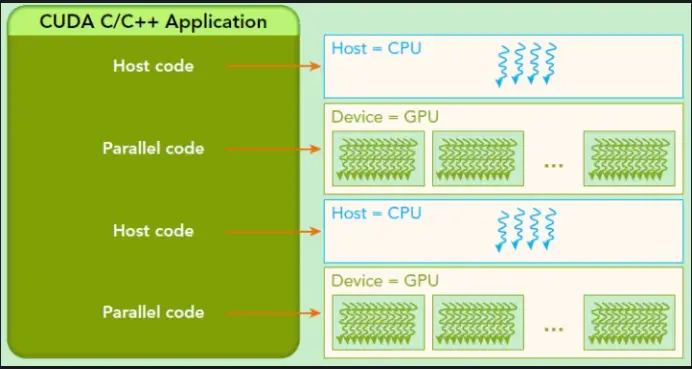 CUDA C/C++ Application
Host code
Host = CPU
Parallel code
Device = GPU
...
Host code
Host = CPU
Parallel code
Device = GPU
...